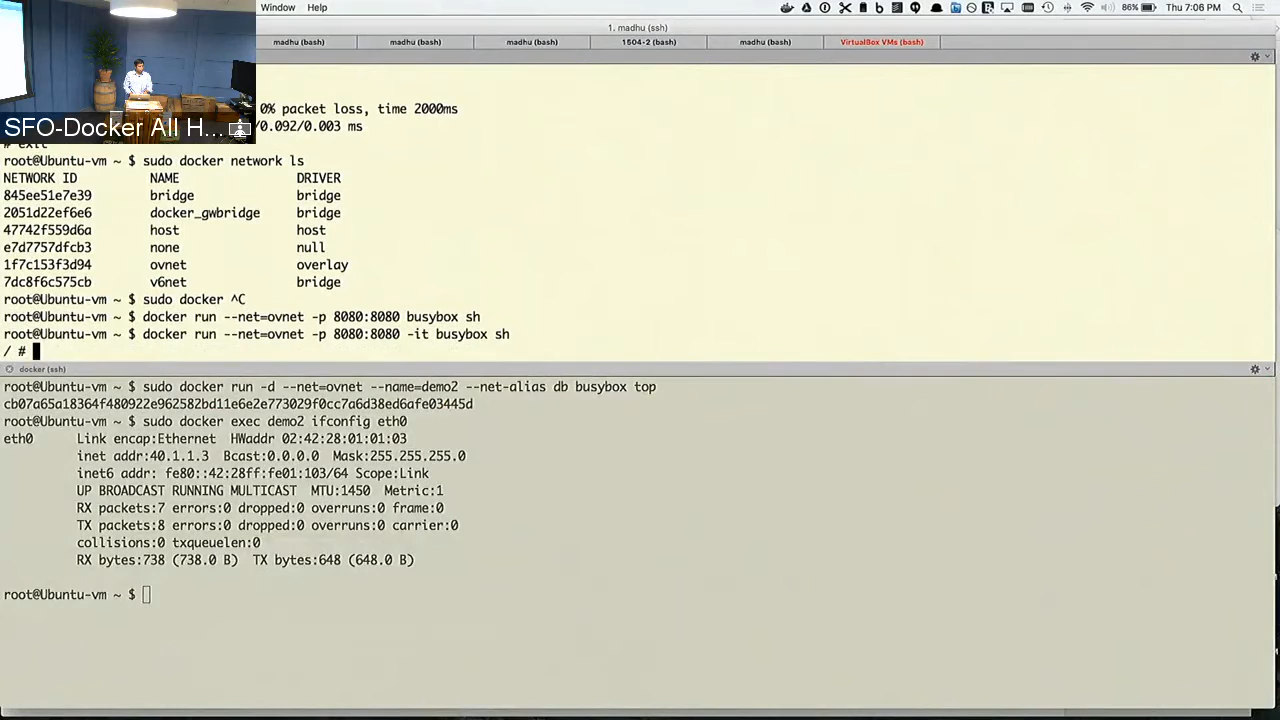 Window Help 86% Thu 7:06 PM
1. madhu (ssh)
madhu (bash) madhu (bash) madhu (bash) 1504-2 (bash) madhu (bash) VirtualBox VMs (bash)
0% packet loss, time 2000ms
/0.092/0.003 ms
SFO-Docker All H...
# exit
root@Ubuntu-vm ~ $ sudo docker network ls
NETWORK ID NAME DRIVER
845ee51e7e39 bridge bridge
2051d22ef6e6 docker_gwbridge bridge
47742f559d6a host host
e7d7757dfcb3 none null
1f7c153f3d94 ovnet overlay
7dc8f6c575cb v6net bridge
root@Ubuntu-vm ~ $ sudo docker ^C
root@Ubuntu-vm ~ $ docker run --net=ovnet -p 8080:8080 busybox sh
root@Ubuntu-vm ~ $ docker run --net=ovnet -p 8080:8080 -it busybox sh
/ #
docker (ssh)
root@Ubuntu-vm ~ $ sudo docker run -d --net=ovnet --name=demo2 --net-alias db busybox top
cb07a65a18364f480922e962582bd11e6e2e773029f0cc7a6d38ed6afe03445d
root@Ubuntu-vm ~ $ sudo docker exec demo2 ifconfig eth0
eth0 Link encap:Ethernet HWaddr 02:42:28:01:01:03
inet addr:40.1.1.3 Bcast:0.0.0.0 Mask:255.255.255.0
inet6 addr: fe80::42:28ff:fe01:103/64 Scope:Link
UP BROADCAST RUNNING MULTICAST MTU:1450 Metric:1
RX packets:7 errors:0 dropped:0 overruns:0 frame:0
TX packets:8 errors:0 dropped:0 overruns:0 carrier:0
collisions:0 txqueuelen:0
RX bytes:738 (738.0 B) TX bytes:648 (648.0 B)
root@Ubuntu-vm ~ $